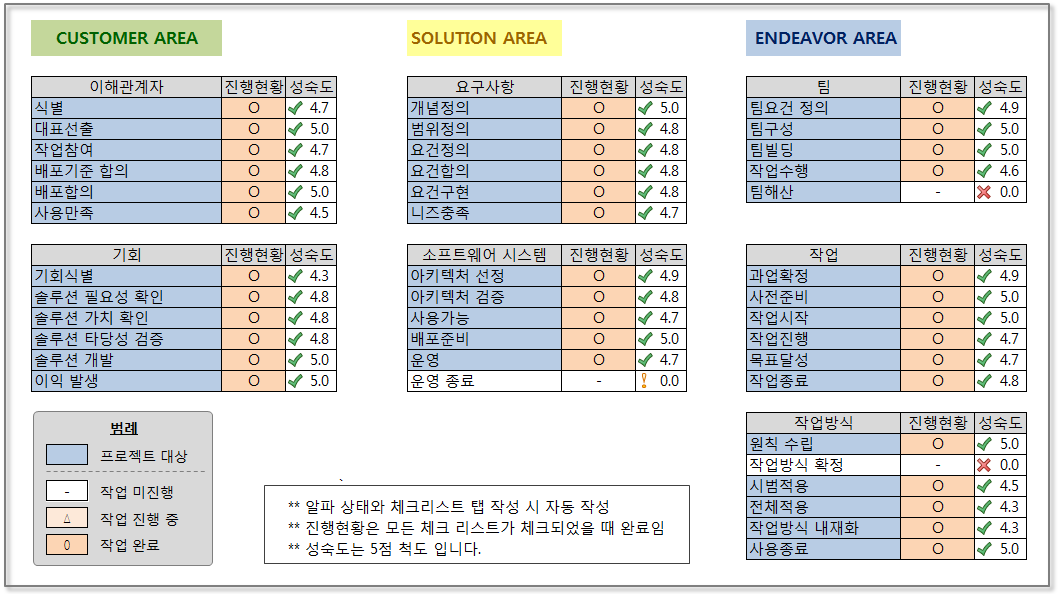 CUSTOMER AREA
SOLUTION AREA
ENDEAVOR AREA
이해관계자 진행현황 성숙도
식별 O 4.7
대표선출 O 5.0
작업참여 O 4.7
배포기준 합의 O 4.8
배포합의 O 5.0
사용만족 O 4.5
요구사항 진행현황 성숙도
개념정의 O 5.0
범위정의 O 4.8
요건정의 O 4.8
요건합의 O 4.8
요건구현 O 4.8
니즈충족 O 4.7
팀 진행현황 성숙도
팀요건 정의 O 4.9
팀구성 O 5.0
팀빌딩 O 5.0
작업수행 O 4.6
팀해산 - 0.0
기회 진행현황 성숙도
기회식별 O 4.3
솔루션 필요성 확인 O 4.8
솔루션 가치 확인 O 4.8
솔루션 타당성 검증 O 4.8
솔루션 개발 O 5.0
이익 발생 O 5.0
소프트웨어 시스템 진행현황 성숙도
아키텍처 선정 O 4.9
아키텍처 검증 O 4.8
사용가능 O 4.7
배포준비 O 5.0
운영 O 4.7
운영 종료 - 0.0
작업 진행현황 성숙도
과업확정 O 4.9
사전준비 O 5.0
작업시작 O 5.0
작업진행 O 4.7
목표달성 O 4.7
작업종료 O 4.8
범례
프로젝트 대상
- 작업 미진행
△ 작업 진행 중
O 작업 완료
` 
** 알파 상태와 체크리스트 탭 작성 시 자동 작성
** 진행현황은 모든 체크 리스트가 체크되었을 때 완료임
** 성숙도는 5점 척도 입니다.
작업방식 진행현황 성숙도
원칙 수립 O 5.0
작업방식 확정 - 0.0
시범적용 O 4.5
전체적용 O 4.3
작업방식 내재화 O 4.3
사용종료 O 5.0